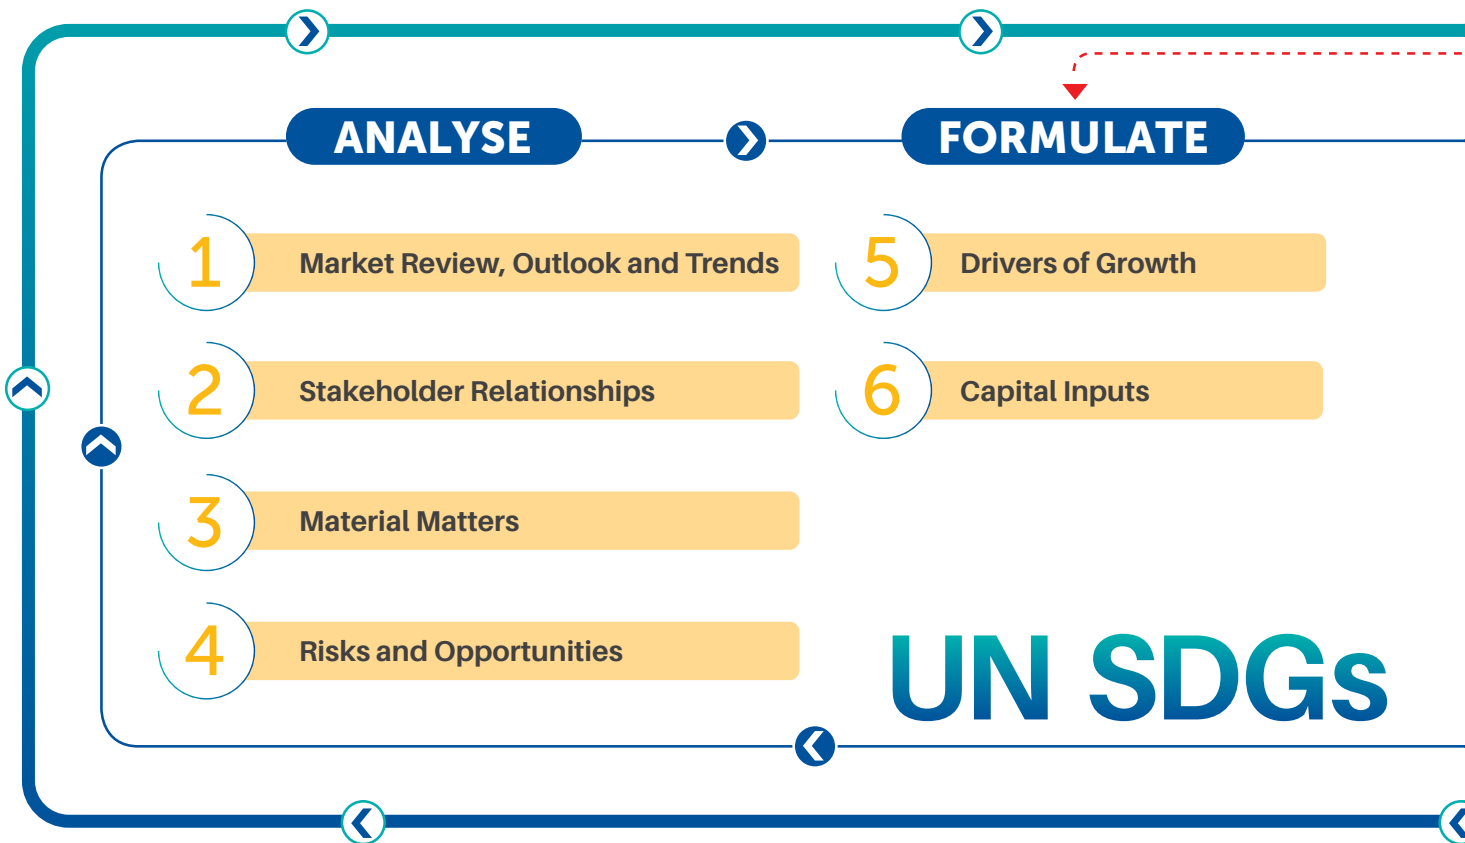 ANALYSE
1
Market Review, Outlook and Trends
2
Stakeholder Relationships
3
Material Matters
4
Risks and Opportunities
FORMULATE
5
Drivers of Growth
6
Capital Inputs
UN SDGs